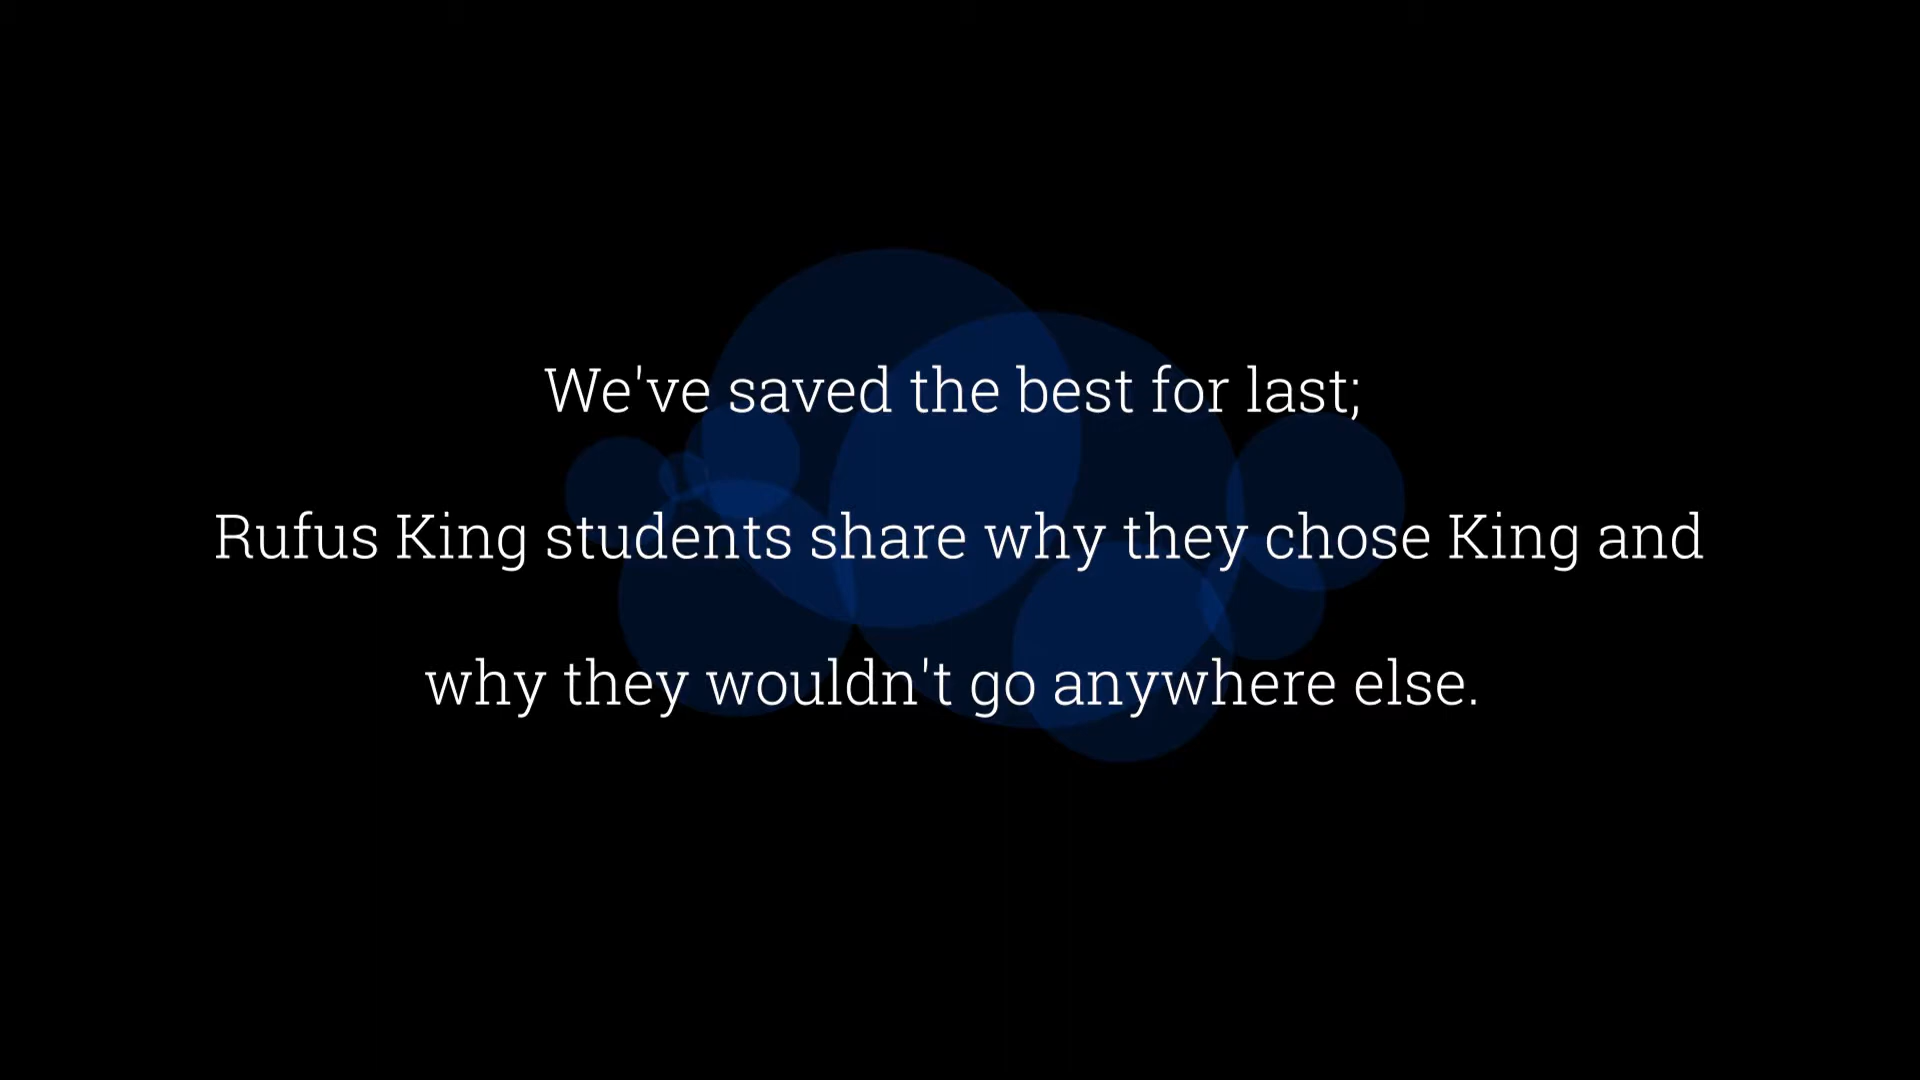 We've saved the best for last;
Rufus King students share why they chose King and
why they wouldn't go anywhere else.